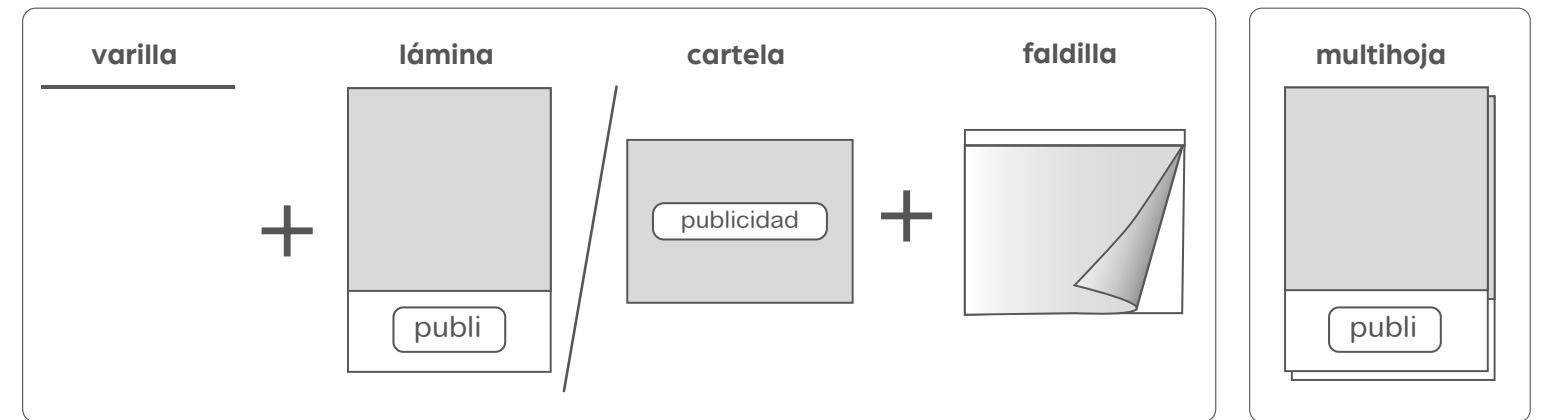 varilla
lámina
cartela
faldilla
multihoja
publi
publicidad
publi